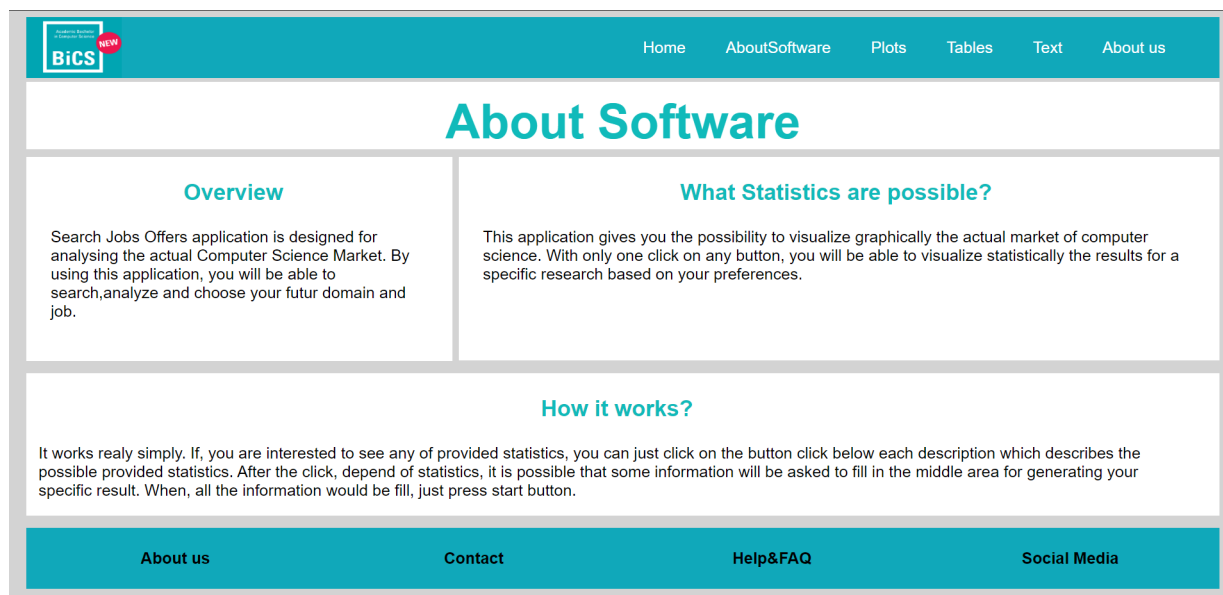 Academic Bachelor
in Computer Science
BiCS
NEW
Home AboutSoftware Plots Tables Text About us
About Software
Overview
Search Jobs Offers application is designed for
analysing the actual Computer Science Market. By
using this application, you will be able to
search,analyze and choose your futur domain and
job.
What Statistics are possible?
This application gives you the possibility to visualize graphically the actual market of computer
science. With only one click on any button, you will be able to visualize statistically the results for a
specific research based on your preferences.
How it works?
It works realy simply. If, you are interested to see any of provided statistics, you can just click on the button click below each description which describes the
possible provided statistics. After the click, depend of statistics, it is possible that some information will be asked to fill in the middle area for generating your
specific result. When, all the information would be fill, just press start button.
About us Contact Help&FAQ Social Media